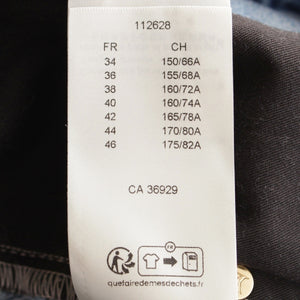 112628
FR CH
34 150/66A
36 155/68A
38 160/72A
40 160/74A
42 165/78A
44 170/80A
46 175/82A
CA 36929
FR
quefairedemesdechets.fr